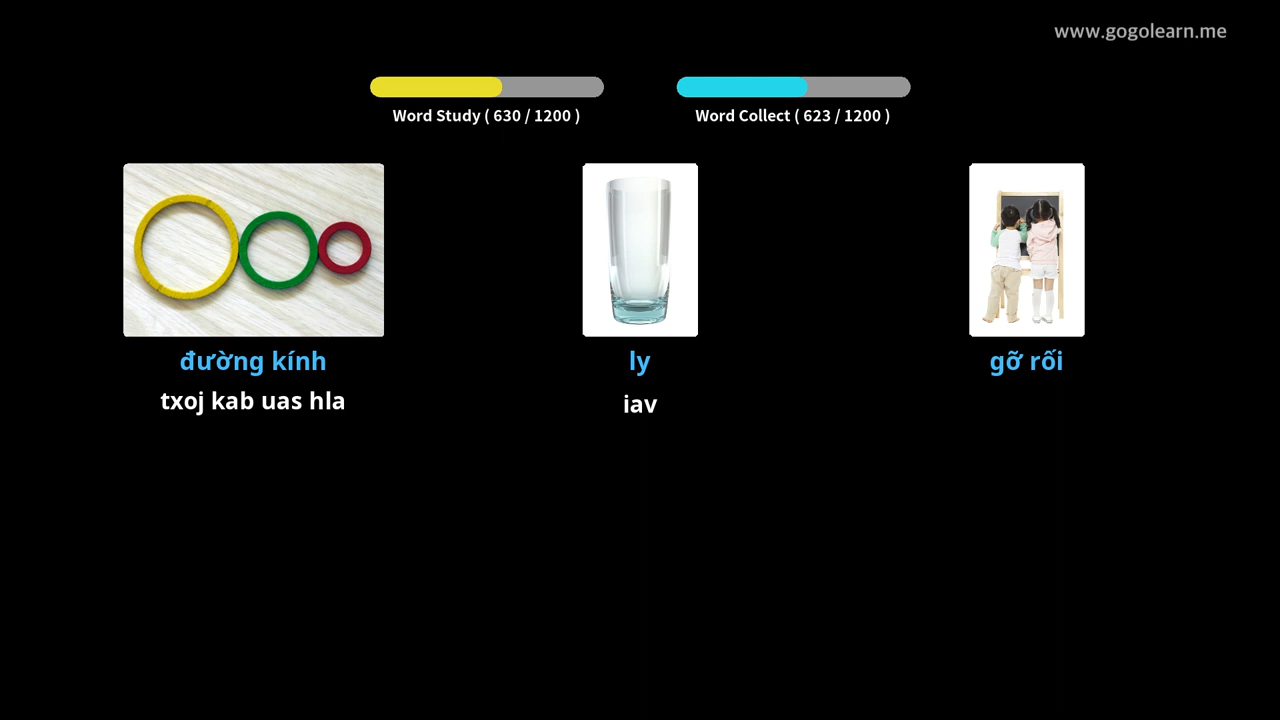 www.gogolearn.me
Word Study ( 630 / 1200 )
Word Collect ( 623 / 1200 )
đường kính
txoj kab uas hla
ly
iav
gỡ rối